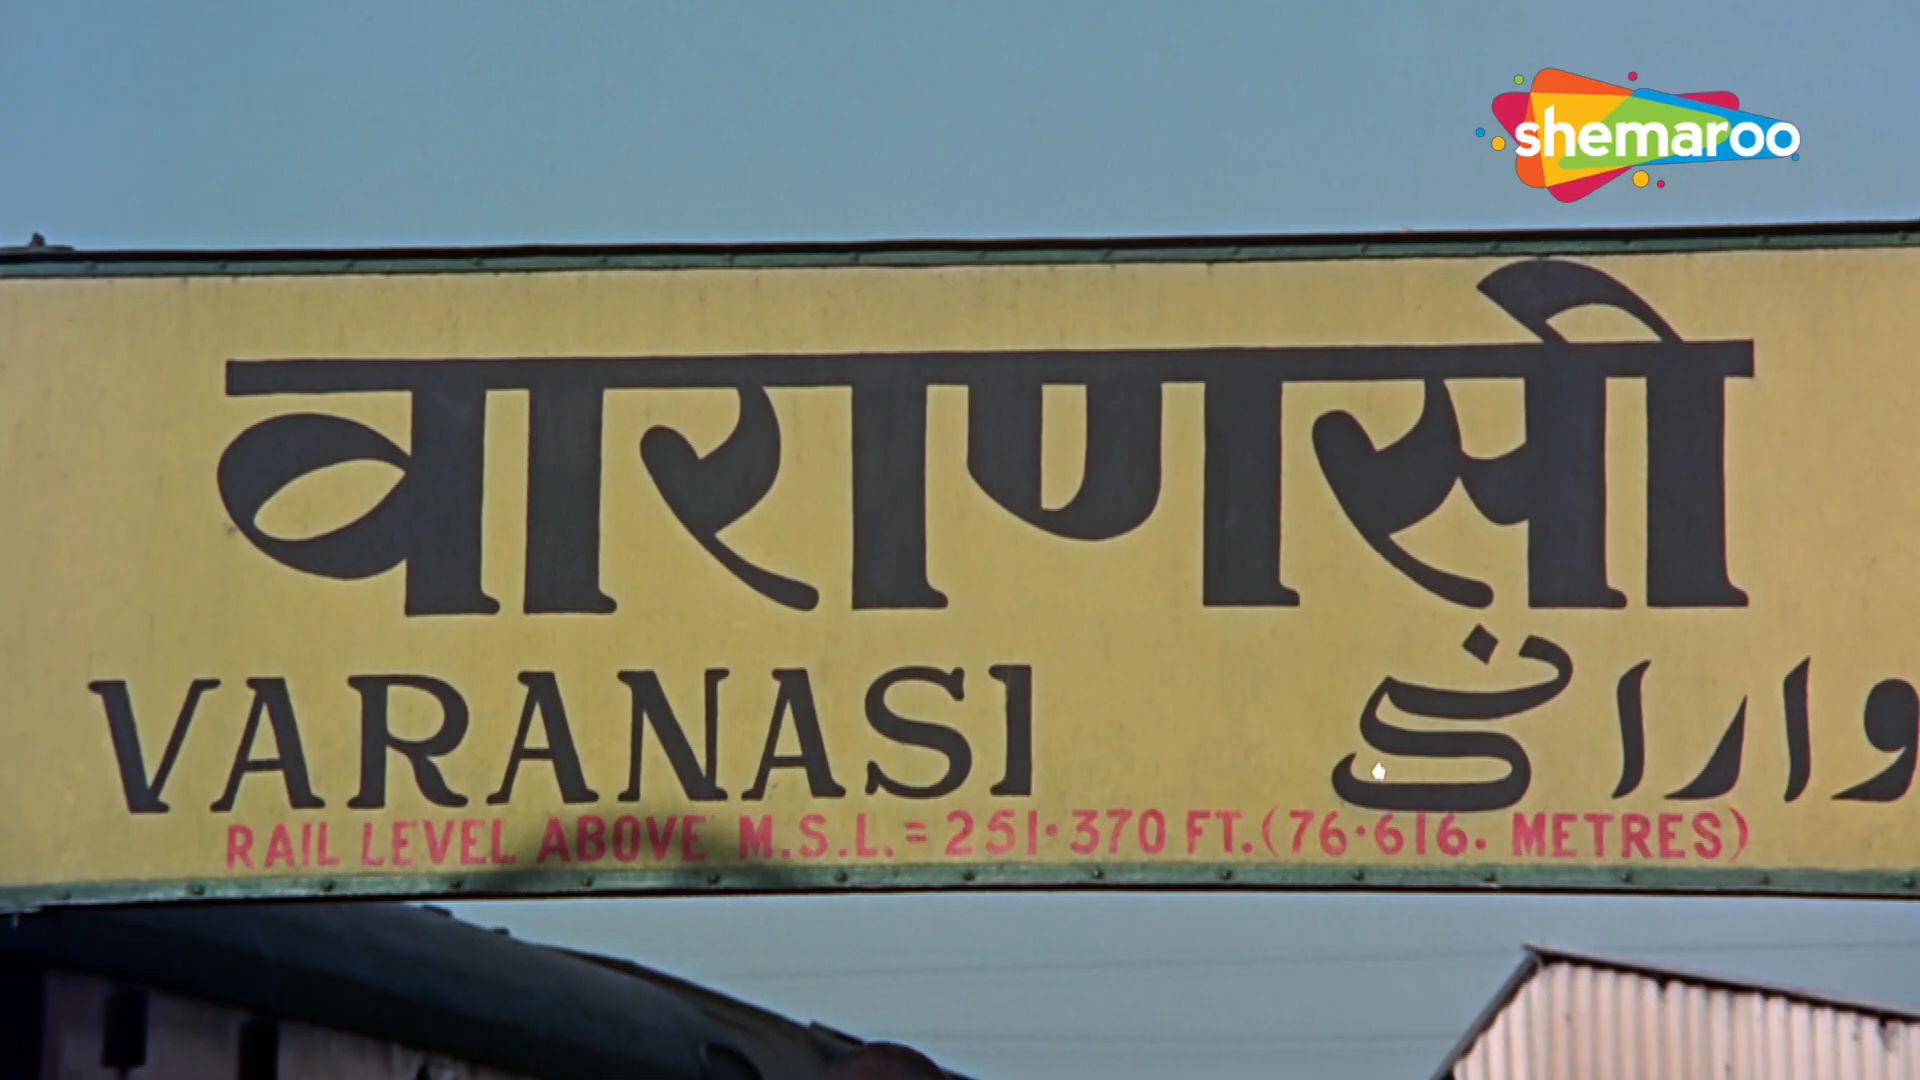 shemaroo
वाराणसी
VARANASI وارانسی
RAIL LEVEL ABOVE M.S.L.=251·370 FT.(76·616. METRES)